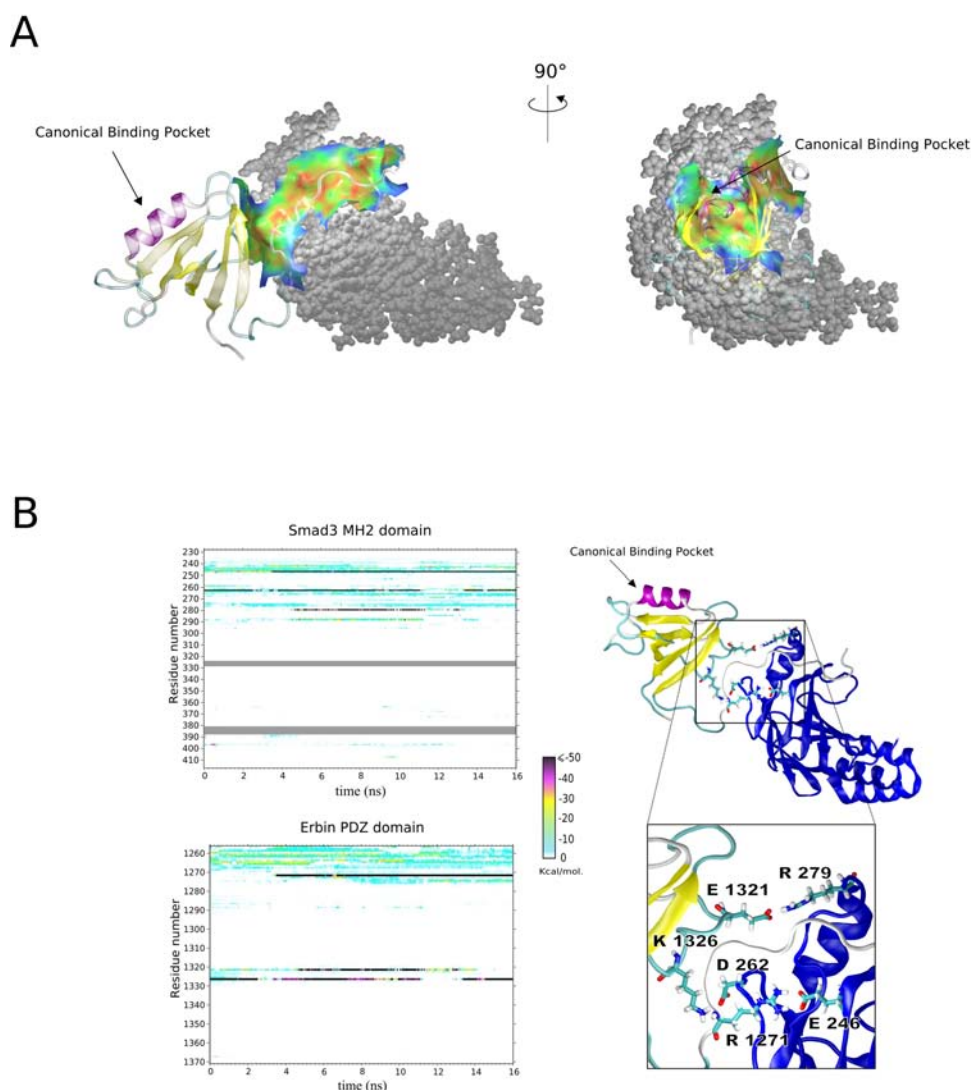 A
90°
Canonical Binding Pocket
Canonical Binding Pocket
B
Smad3 MH2 domain
Residue number
230
240
250
260
270
280
290
300
310
320
330
340
350
360
370
380
390
400
410
0 2 4 6 8 10 12 14 16
time (ns)
Erbin PDZ domain
Residue number
1260
1270
1280
1290
1300
1310
1320
1330
1340
1350
1360
1370
0 2 4 6 8 10 12 14 16
time (ns)
⩽-50
-40
-30
-20
-10
0
Kcal/mol.
Canonical Binding Pocket
E 1321
R 279
K 1326
D 262
R 1271
E 246